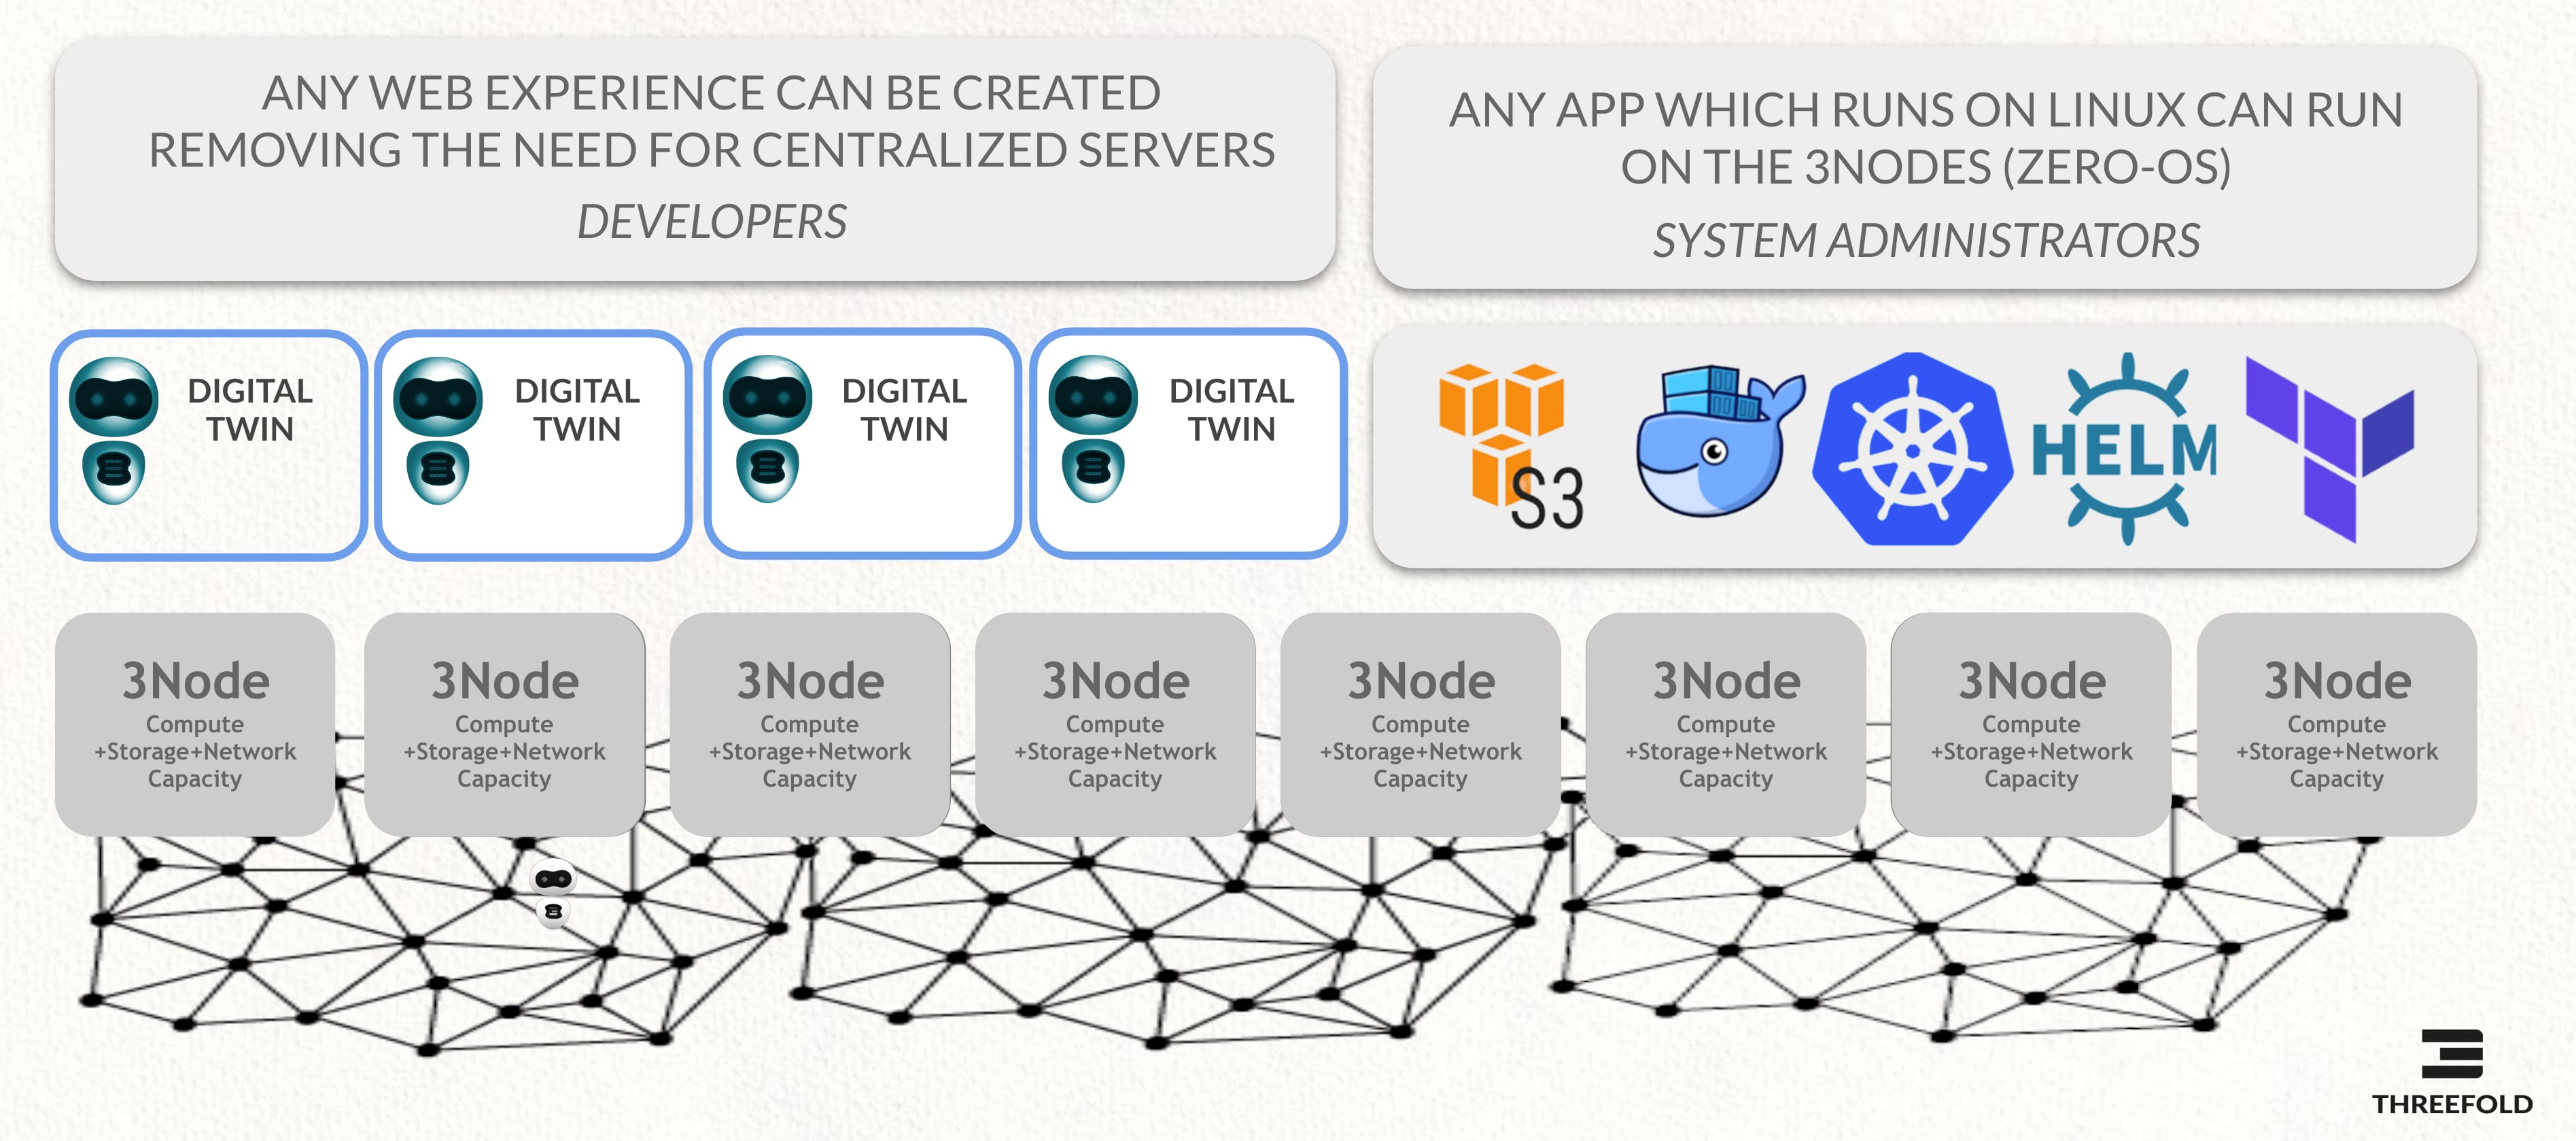 ANY WEB EXPERIENCE CAN BE CREATED
REMOVING THE NEED FOR CENTRALIZED SERVERS
DEVELOPERS
ANY APP WHICH RUNS ON LINUX CAN RUN
ON THE 3NODES (ZERO-OS)
SYSTEM ADMINISTRATORS
DIGITAL
TWIN
DIGITAL
TWIN
DIGITAL
TWIN
DIGITAL
TWIN
S3
HELM
3Node
Compute
+Storage+Network
Capacity
3Node
Compute
+Storage+Network
Capacity
3Node
Compute
+Storage+Network
Capacity
3Node
Compute
+Storage+Network
Capacity
3Node
Compute
+Storage+Network
Capacity
3Node
Compute
+Storage+Network
Capacity
3Node
Compute
+Storage+Network
Capacity
3Node
Compute
+Storage+Network
Capacity
THREEFOLD